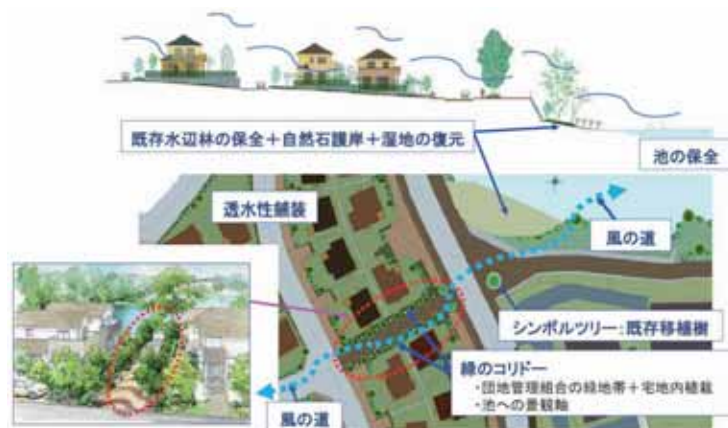 既存水辺林の保全＋自然石護岸＋湿地の復元
池の保全
透水性舗装
風の道
シンボルツリー：既存移植樹
緑のコリドー
・団地管理組合の緑地帯＋宅地内植栽
・池への景観軸
風の道